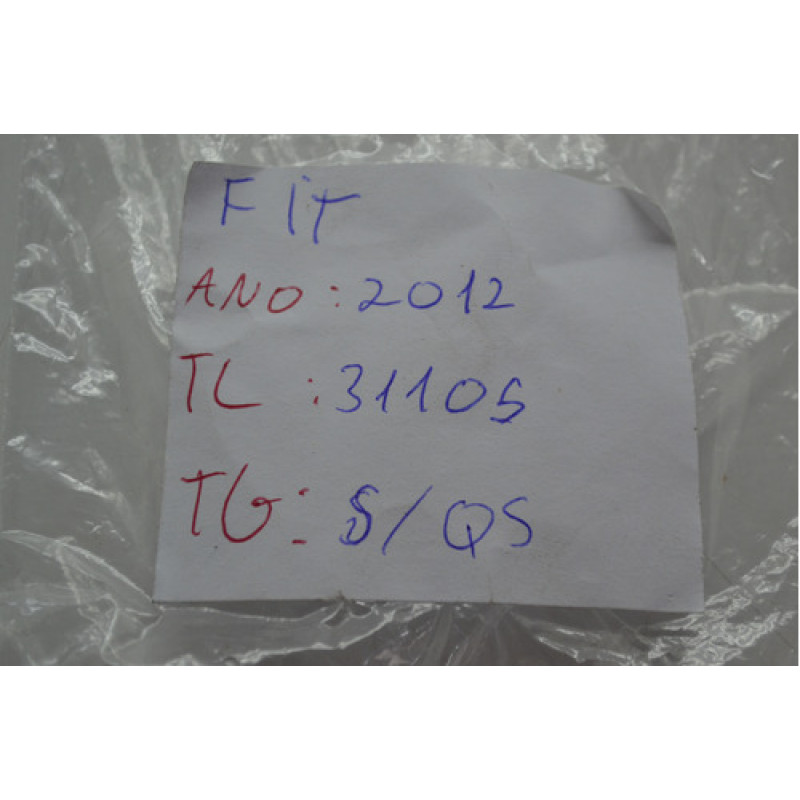 FIT
ANO: 2012
TL: 31105
TG: S/QS